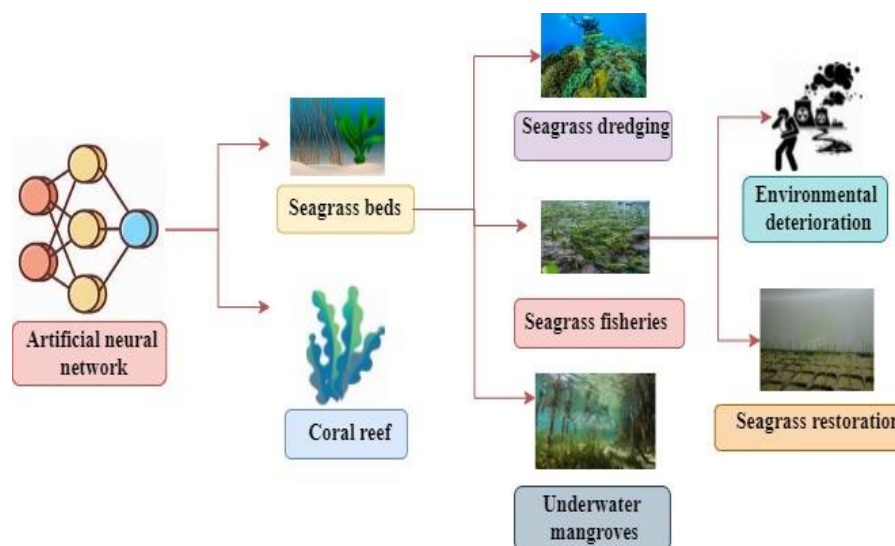 Artificial neural
network
Seagrass beds
Coral reef
Seagrass dredging
Seagrass fisheries
Underwater
mangroves
Environmental
deterioration
Seagrass restoration